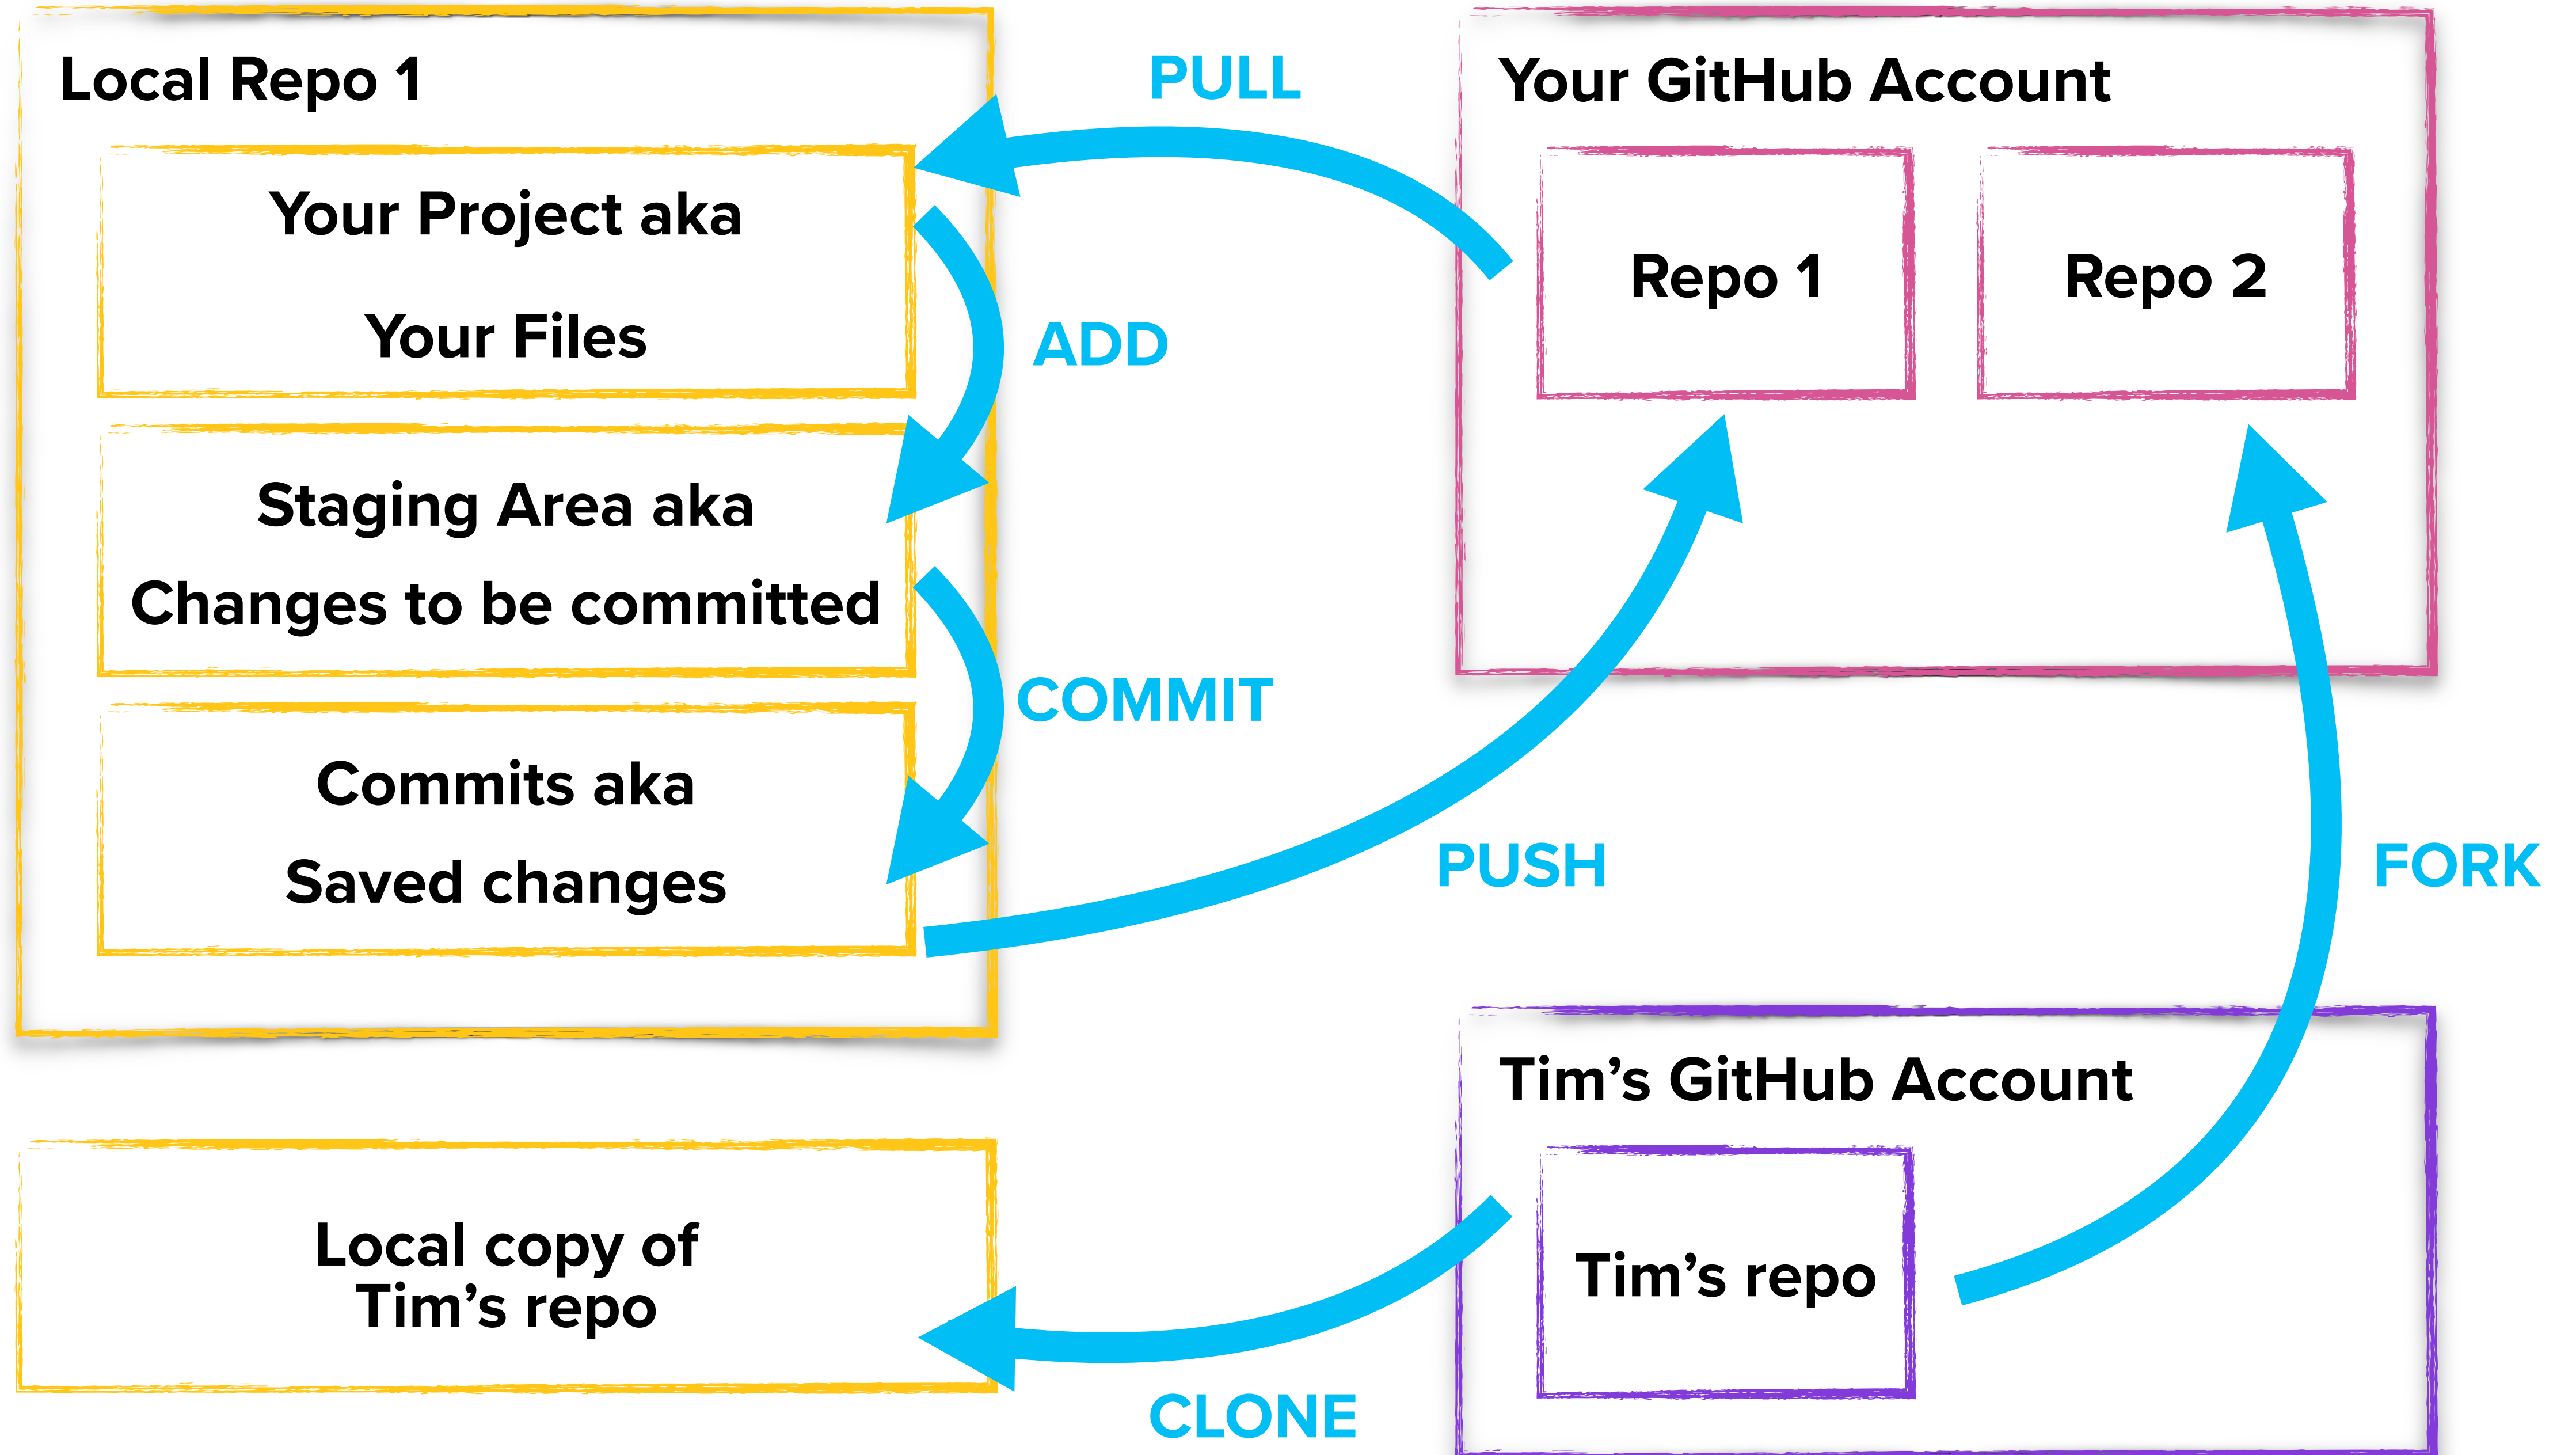 Local Repo 1
Your Project aka
Your Files
Staging Area aka
Changes to be committed
Commits aka
Saved changes
PULL
ADD
COMMIT
PUSH
Your GitHub Account
Repo 1
Repo 2
FORK
Tim’s GitHub Account
Tim’s repo
Local copy of
Tim’s repo
CLONE